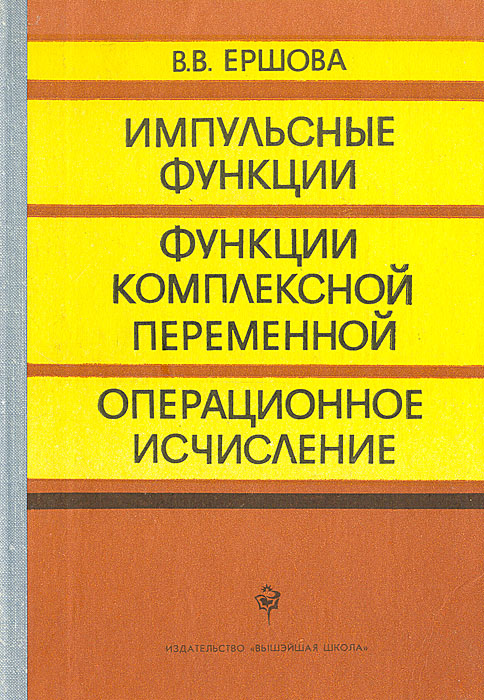 В.В. ЕРШОВА
ИМПУЛЬСНЫЕ
ФУНКЦИИ
ФУНКЦИИ
КОМПЛЕКСНОЙ
ПЕРЕМЕННОЙ
ОПЕРАЦИОННОЕ
ИСЧИСЛЕНИЕ
ИЗДАТЕЛЬСТВО «ВЫШЭЙШАЯ ШКОЛА»